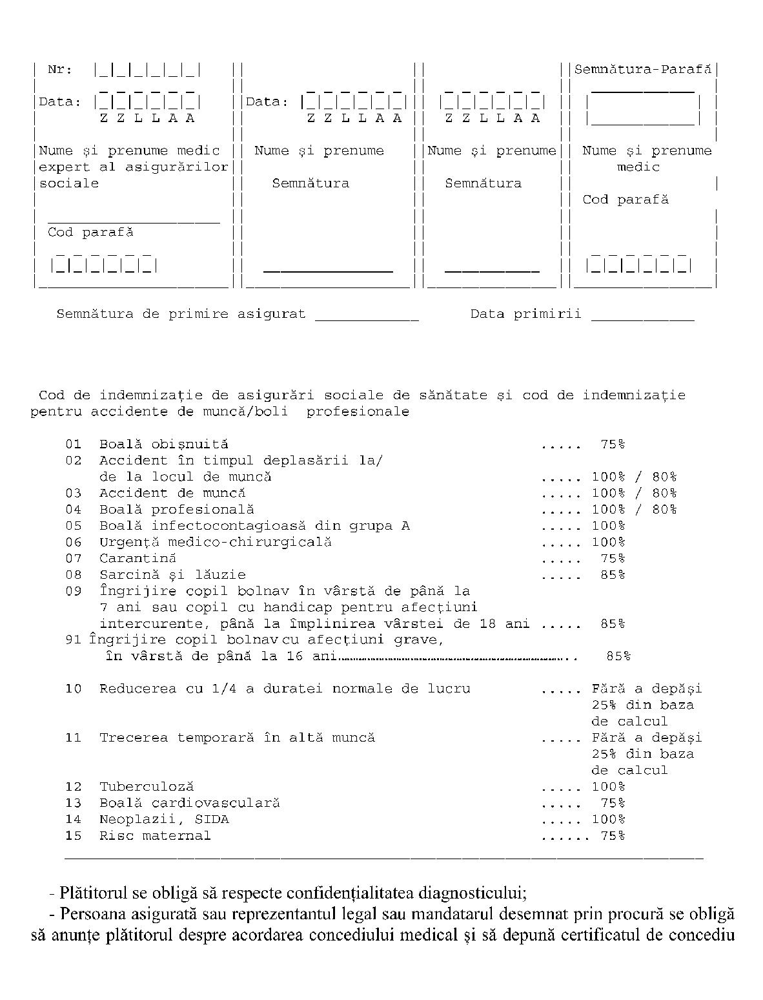 | Nr: |_|_|_|_|_|_| || || ||Semnătura-Parafă|
| _ _ _ _ _ _ || _ _ _ _ _ _ || _ _ _ _ _ _ || ____________ |
|Data: |_|_|_|_|_|_| ||Data: |_|_|_|_|_|_||| |_|_|_|_|_|_| || | | |
| Z Z L L A A || Z Z L L A A || Z Z L L A A || |____________| |
| || || || |
|Nume și prenume medic || Nume și prenume ||Nume și prenume|| Nume și prenume
|expert al asigurărilor|| || || medic
|sociale || Semnătura || Semnătura || |
| || || || Cod parafă
| ____________________ || || || |
| Cod parafă || || || |
| _ _ _ _ _ _ || || || _ _ _ _ _ _ |
| |_|_|_|_|_|_| || _______________ || ___________ || |_|_|_|_|_|_| |
|______________________||___________________||_______________||________________|
Semnătura de primire asigurat ____________ Data primirii ____________
Cod de indemnizație de asigurări sociale de sănătate și cod de indemnizație
pentru accidente de muncă/boli profesionale
01 Boală obișnuită ..... 75%
02 Accident în timpul deplasării la/
de la locul de muncă ..... 100% / 80%
03 Accident de muncă ..... 100% / 80%
04 Boală profesională ..... 100% / 80%
05 Boală infectocontagioasă din grupa A ..... 100%
06 Urgență medico-chirurgicală ..... 100%
07 Carantină ..... 75%
08 Sarcină și lăuzie ..... 85%
09 Îngrijire copil bolnav în vârstă de până la
7 ani sau copil cu handicap pentru afecțiuni
intercurente, până la împlinirea vârstei de 18 ani ..... 85%
91 Îngrijire copil bolnav cu afecțiuni grave,
în vârstă de până la 16 ani…………………………………………………………………….. 85%
10 Reducerea cu 1/4 a duratei normale de lucru ..... Fără a depăși
25% din baza
de calcul
11 Trecerea temporară în altă muncă ..... Fără a depăși
25% din baza
de calcul
12 Tuberculoză ..... 100%
13 Boală cardiovasculară ..... 75%
14 Neoplazii, SIDA ..... 100%
15 Risc maternal ...... 75%
__________________________________________________________________________
- Plătitorul se obligă să respecte confidențialitatea diagnosticului;
- Persoana asigurată sau reprezentantul legal sau mandatarul desemnat prin procură se obligă
să anunțe plătitorul despre acordarea concediului medical și să depună certificatul de concediu